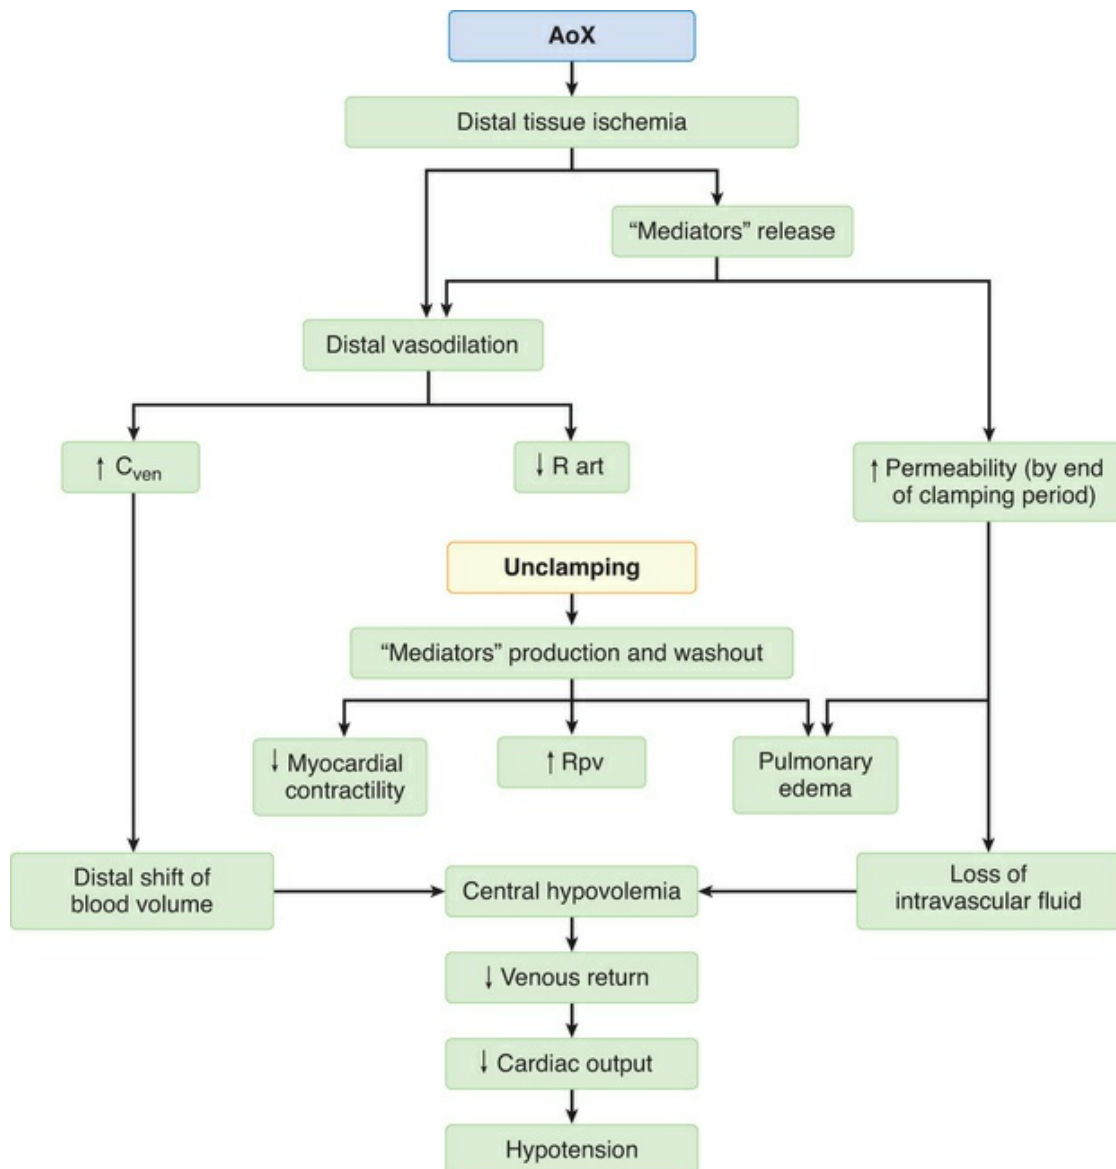 AoX
Distal tissue ischemia
“Mediators” release
Distal vasodilation
↑ Cven
↓ R art
↑ Permeability (by end
of clamping period)
Unclamping
“Mediators” production and washout
↓ Myocardial
contractility
↑ Rpv
Pulmonary
edema
Distal shift of
blood volume
Central hypovolemia
Loss of
intravascular fluid
↓ Venous return
↓ Cardiac output
Hypotension